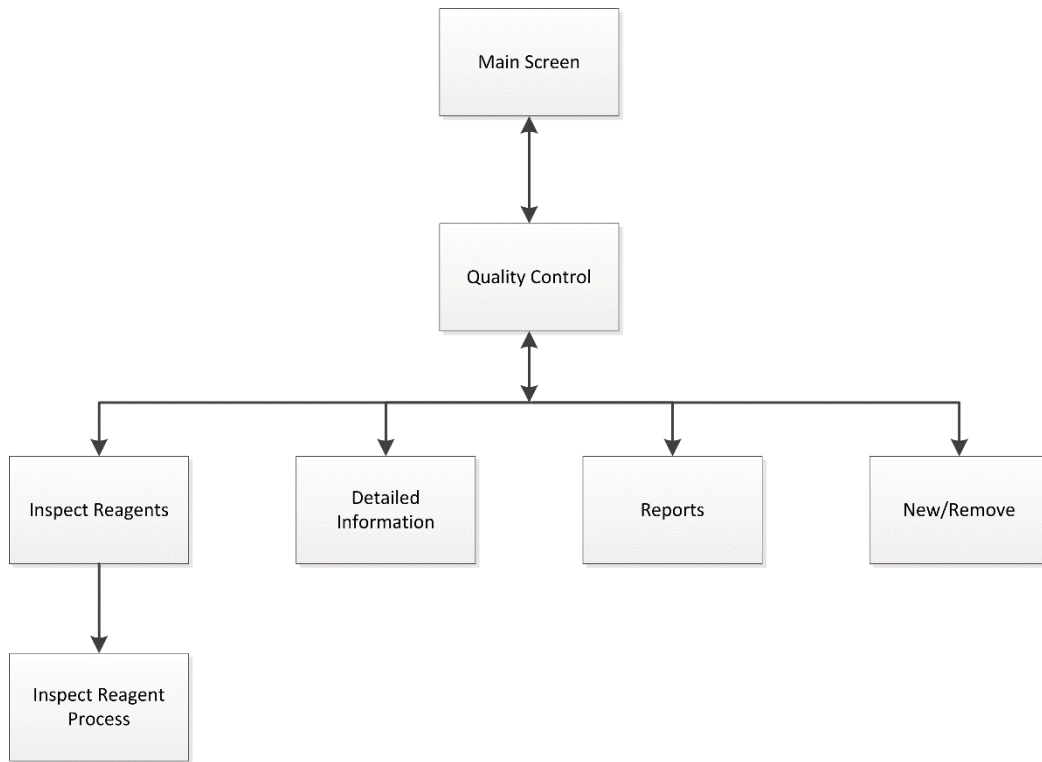 Main Screen
Quality Control
Inspect Reagents
Detailed
Information
Reports
New/Remove
Inspect Reagent
Process